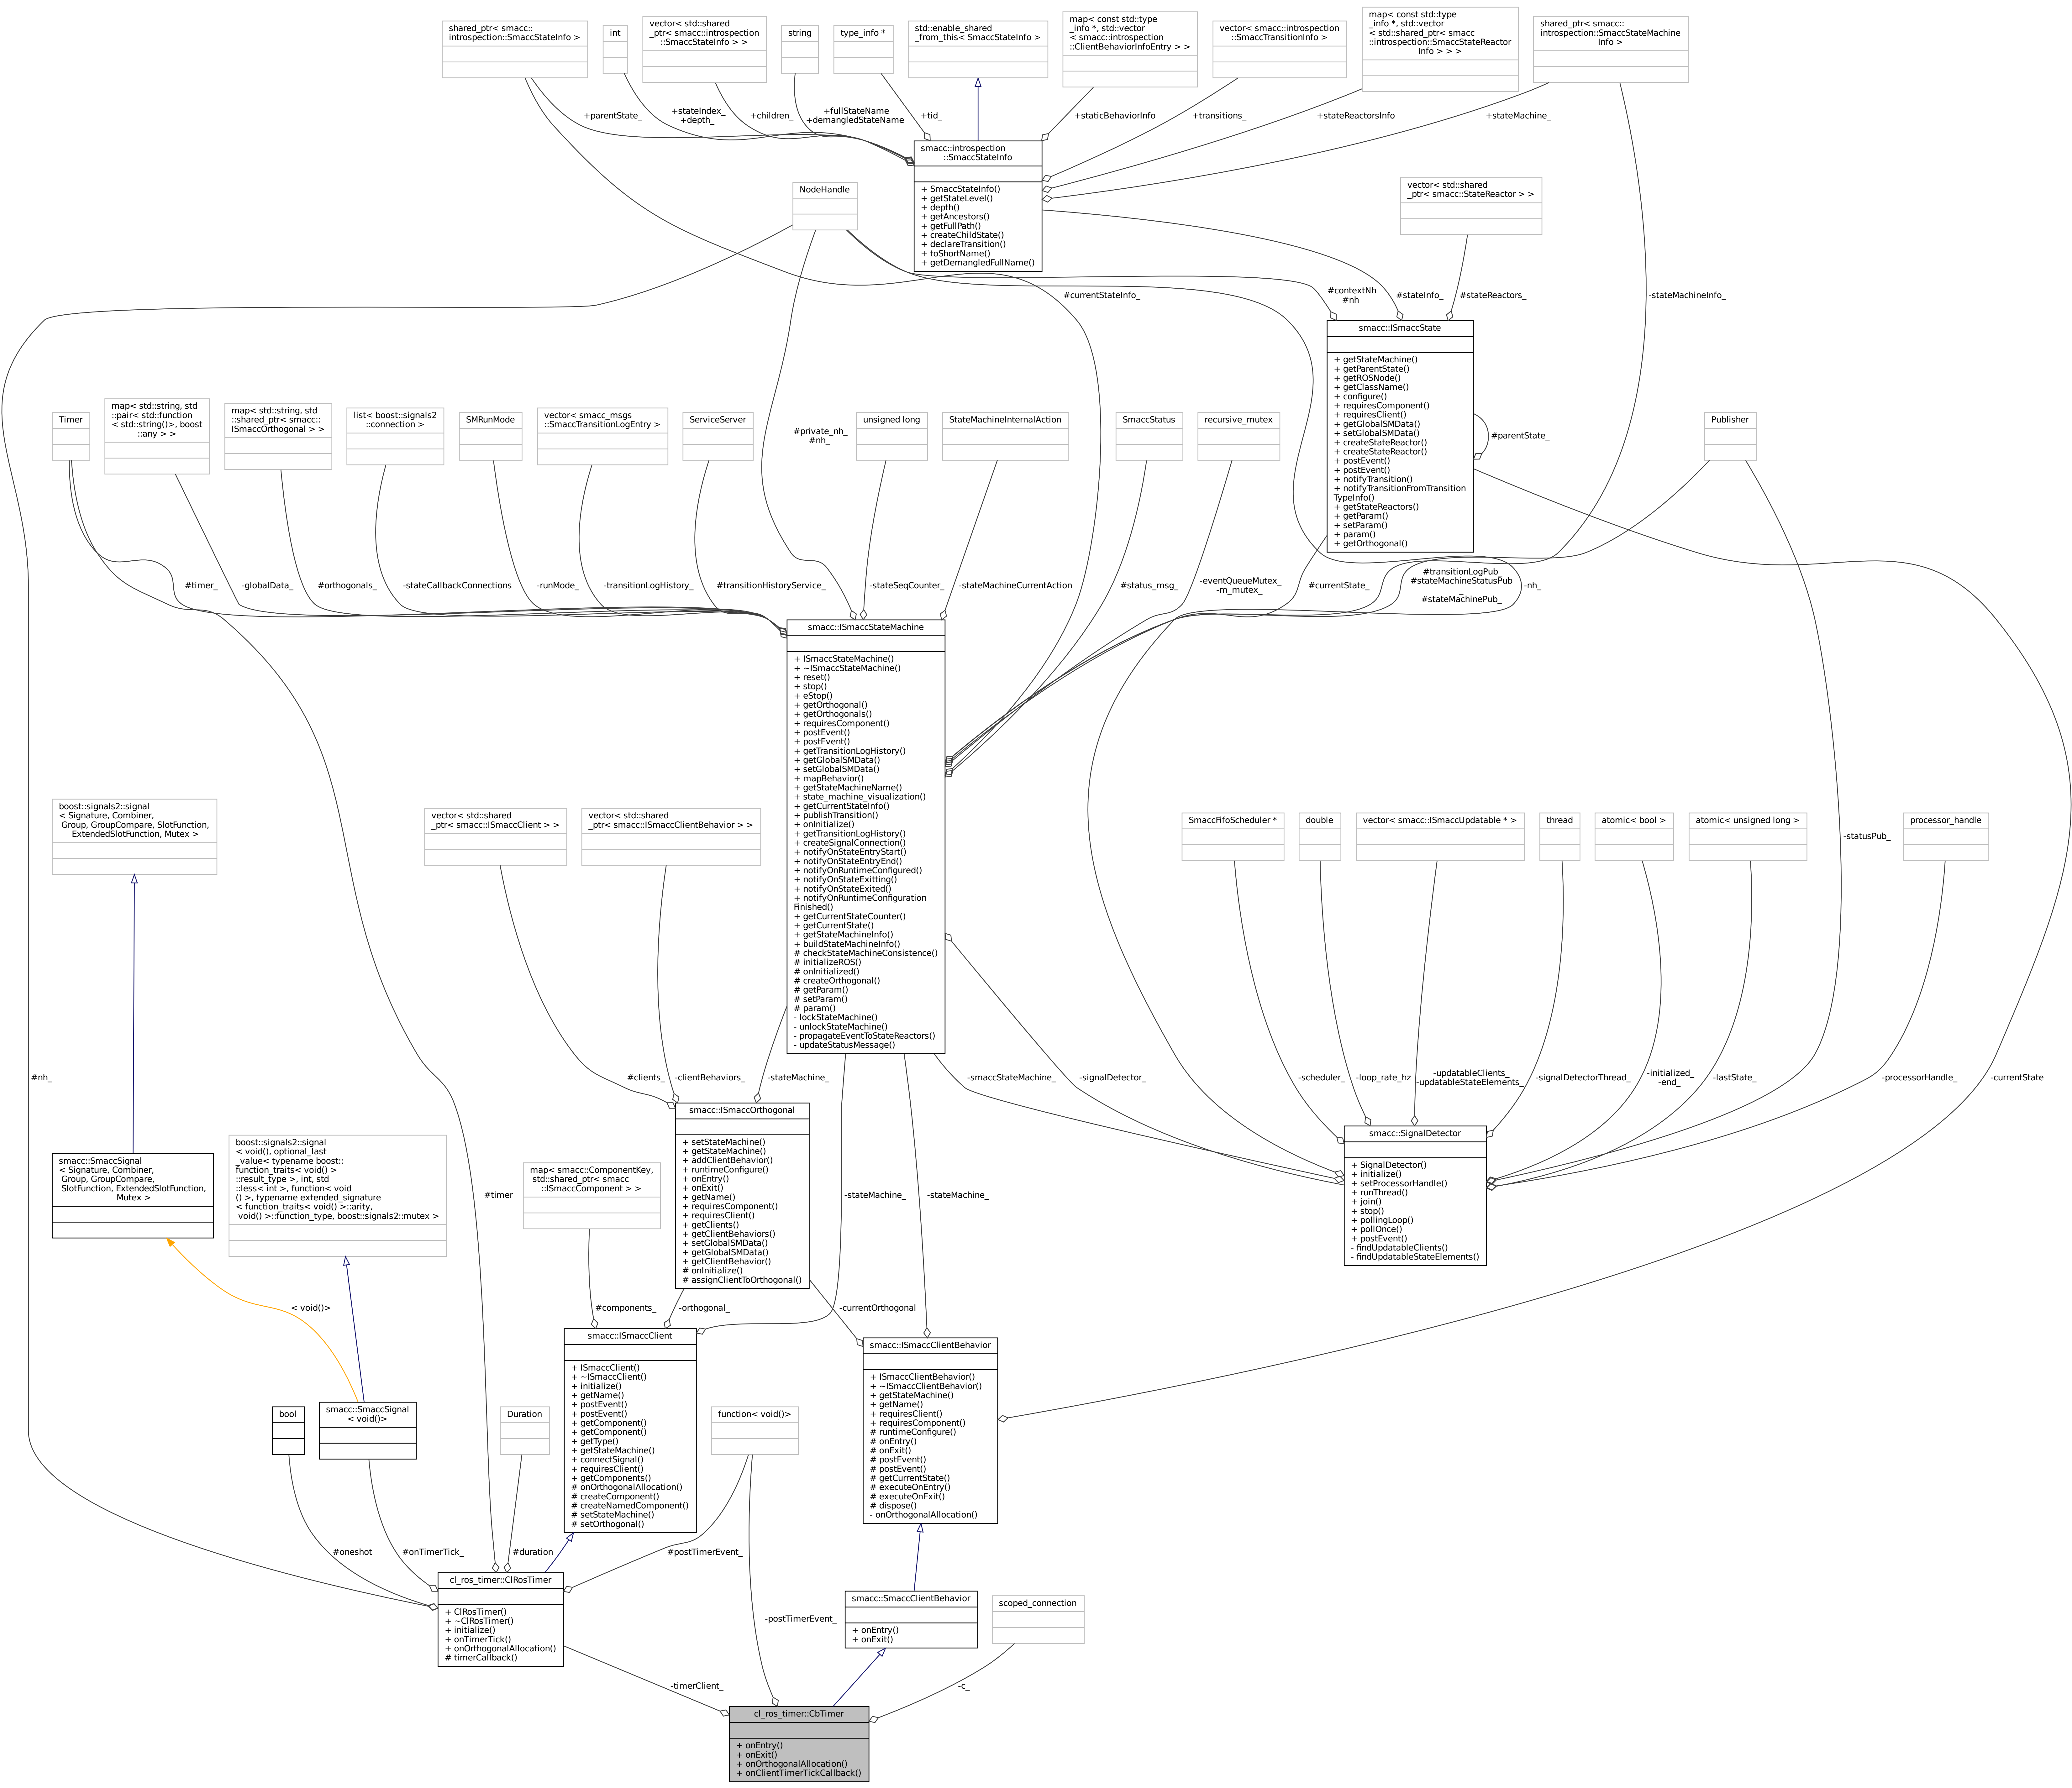 shared_ptr< smacc::
introspection::SmaccStateInfo >
int
vector< std::shared
_ptr< smacc::introspection
::SmaccStateInfo > >
string
type_info *
std::enable_shared
_from_this< SmaccStateInfo >
map< const std::type
_info *, std::vector
< smacc::introspection
::ClientBehaviorInfoEntry > >
vector< smacc::introspection
::SmaccTransitionInfo >
map< const std::type
_info *, std::vector
< std::shared_ptr< smacc
::introspection::SmaccStateReactor
Info > > >
shared_ptr< smacc::
introspection::SmaccStateMachine
Info >
+parentState_
+stateIndex_
+depth_
+children_
+fullStateName
+demangledStateName
+tid_
+staticBehaviorInfo
+transitions_
+stateReactorsInfo
+stateMachine_
smacc::introspection
::SmaccStateInfo
+ SmaccStateInfo()
+ getStateLevel()
+ depth()
+ getAncestors()
+ getFullPath()
+ createChildState()
+ declareTransition()
+ toShortName()
+ getDemangledFullName()
NodeHandle
vector< std::shared
_ptr< smacc::StateReactor > >
#currentStateInfo_
#contextNh
#nh
#stateInfo_
#stateReactors_
-stateMachineInfo_
smacc::ISmaccState
+ getStateMachine()
+ getParentState()
+ getROSNode()
+ getClassName()
+ configure()
+ requiresComponent()
+ requiresClient()
+ getGlobalSMData()
+ setGlobalSMData()
+ createStateReactor()
+ createStateReactor()
+ postEvent()
+ postEvent()
+ notifyTransition()
+ notifyTransitionFromTransition
TypeInfo()
+ getStateReactors()
+ getParam()
+ setParam()
+ param()
+ getOrthogonal()
#parentState_
Timer
map< std::string, std
::pair< std::function
< std::string()>, boost
::any > >
map< std::string, std
::shared_ptr< smacc::
ISmaccOrthogonal > >
list< boost::signals2
::connection >
SMRunMode
vector< smacc_msgs
::SmaccTransitionLogEntry >
ServiceServer
#private_nh_
#nh_
unsigned long
StateMachineInternalAction
SmaccStatus
recursive_mutex
Publisher
#timer_
-globalData_
#orthogonals_
-stateCallbackConnections
-runMode_
-transitionLogHistory_
#transitionHistoryService_
-stateSeqCounter_
-stateMachineCurrentAction
#status_msg_
-eventQueueMutex_
-m_mutex_
#currentState_
#transitionLogPub_
#stateMachineStatusPub
_
#stateMachinePub_
-nh_
smacc::ISmaccStateMachine
+ ISmaccStateMachine()
+ ~ISmaccStateMachine()
+ reset()
+ stop()
+ eStop()
+ getOrthogonal()
+ getOrthogonals()
+ requiresComponent()
+ postEvent()
+ postEvent()
+ getTransitionLogHistory()
+ getGlobalSMData()
+ setGlobalSMData()
+ mapBehavior()
+ getStateMachineName()
+ state_machine_visualization()
+ getCurrentStateInfo()
+ publishTransition()
+ onInitialize()
+ getTransitionLogHistory()
+ createSignalConnection()
+ notifyOnStateEntryStart()
+ notifyOnStateEntryEnd()
+ notifyOnRuntimeConfigured()
+ notifyOnStateExitting()
+ notifyOnStateExited()
+ notifyOnRuntimeConfiguration
Finished()
+ getCurrentStateCounter()
+ getCurrentState()
+ getStateMachineInfo()
+ buildStateMachineInfo()
# checkStateMachineConsistence()
# initializeROS()
# onInitialized()
# createOrthogonal()
# getParam()
# setParam()
# param()
- lockStateMachine()
- unlockStateMachine()
- propagateEventToStateReactors()
- updateStatusMessage()
boost::signals2::signal
< Signature, Combiner,
Group, GroupCompare, SlotFunction,
ExtendedSlotFunction, Mutex >
vector< std::shared
_ptr< smacc::ISmaccClient > >
vector< std::shared
_ptr< smacc::ISmaccClientBehavior > >
SmaccFifoScheduler *
double
vector< smacc::ISmaccUpdatable * >
thread
atomic< bool >
atomic< unsigned long >
-statusPub_
processor_handle
#nh_
#clients_
-clientBehaviors_
-stateMachine_
-smaccStateMachine_
-signalDetector_
-scheduler_
-loop_rate_hz
-updatableClients_
-updatableStateElements_
-signalDetectorThread_
-initialized_
-end_
-lastState_
-processorHandle_
-currentState
smacc::ISmaccOrthogonal
+ setStateMachine()
+ getStateMachine()
+ addClientBehavior()
+ runtimeConfigure()
+ onEntry()
+ onExit()
+ getName()
+ requiresComponent()
+ requiresClient()
+ getClients()
+ getClientBehaviors()
+ setGlobalSMData()
+ getGlobalSMData()
+ getClientBehavior()
# onInitialize()
# assignClientToOrthogonal()
smacc::SignalDetector
+ SignalDetector()
+ initialize()
+ setProcessorHandle()
+ runThread()
+ join()
+ stop()
+ pollingLoop()
+ pollOnce()
+ postEvent()
- findUpdatableClients()
- findUpdatableStateElements()
smacc::SmaccSignal
< Signature, Combiner,
Group, GroupCompare,
SlotFunction, ExtendedSlotFunction,
Mutex >
boost::signals2::signal
< void(), optional_last
_value< typename boost::
function_traits< void() >
::result_type >, int, std
::less< int >, function< void
() >, typename extended_signature
< function_traits< void() >::arity,
void() >::function_type, boost::signals2::mutex >
#timer
map< smacc::ComponentKey,
std::shared_ptr< smacc
::ISmaccComponent > >
-stateMachine_
-stateMachine_
< void()>
#components_
-orthogonal_
-currentOrthogonal
smacc::ISmaccClient
+ ISmaccClient()
+ ~ISmaccClient()
+ initialize()
+ getName()
+ postEvent()
+ postEvent()
+ getComponent()
+ getComponent()
+ getType()
+ getStateMachine()
+ connectSignal()
+ requiresClient()
+ getComponents()
# onOrthogonalAllocation()
# createComponent()
# createNamedComponent()
# setStateMachine()
# setOrthogonal()
smacc::ISmaccClientBehavior
+ ISmaccClientBehavior()
+ ~ISmaccClientBehavior()
+ getStateMachine()
+ getName()
+ requiresClient()
+ requiresComponent()
# runtimeConfigure()
# onEntry()
# onExit()
# postEvent()
# postEvent()
# getCurrentState()
# executeOnEntry()
# executeOnExit()
# dispose()
- onOrthogonalAllocation()
bool
smacc::SmaccSignal
< void()>
Duration
function< void()>
#oneshot
#onTimerTick_
#duration
#postTimerEvent_
cl_ros_timer::ClRosTimer
+ ClRosTimer()
+ ~ClRosTimer()
+ initialize()
+ onTimerTick()
+ onOrthogonalAllocation()
# timerCallback()
-postTimerEvent_
smacc::SmaccClientBehavior
+ onEntry()
+ onExit()
scoped_connection
-timerClient_
-c_
cl_ros_timer::CbTimer
+ onEntry()
+ onExit()
+ onOrthogonalAllocation()
+ onClientTimerTickCallback()